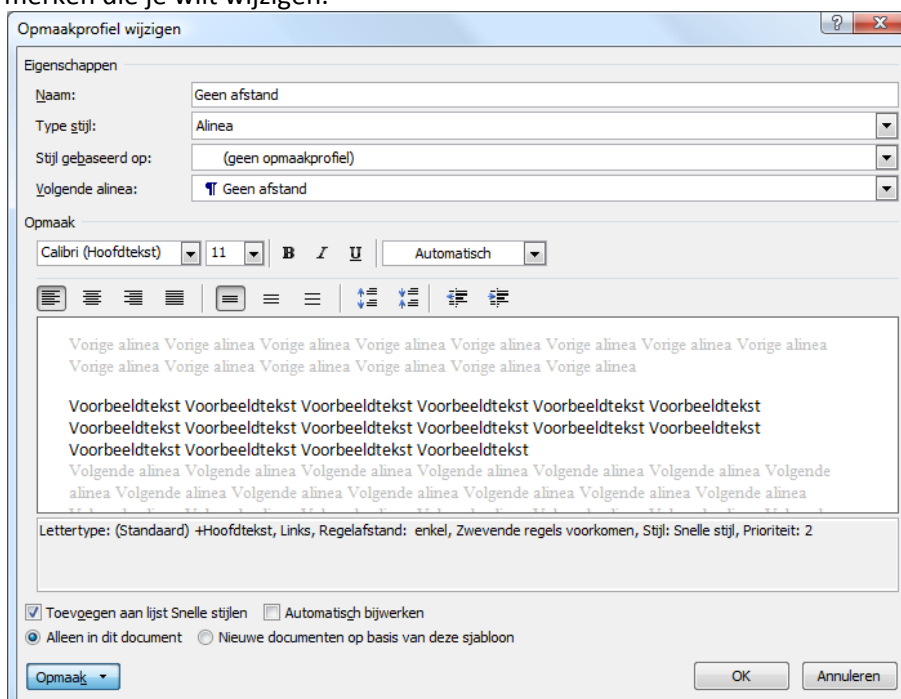 merken die je wilt wijzigen.
Opmaakprofiel wijzigen
Eigenschappen
Naam: Geen afstand
Type stijl: Alinea
Stijl gebaseerd op: (geen opmaakprofiel)
Volgende alinea: ¶ Geen afstand
Opmaak
Calibri (Hoofdtekst) 11 B I U Automatisch
Vorige alinea Vorige alinea Vorige alinea Vorige alinea Vorige alinea Vorige alinea Vorige alinea Vorige alinea
Vorige alinea Vorige alinea Vorige alinea Vorige alinea Vorige alinea Vorige alinea
Voorbeeldtekst Voorbeeldtekst Voorbeeldtekst Voorbeeldtekst Voorbeeldtekst Voorbeeldtekst
Voorbeeldtekst Voorbeeldtekst Voorbeeldtekst Voorbeeldtekst Voorbeeldtekst Voorbeeldtekst
Voorbeeldtekst Voorbeeldtekst Voorbeeldtekst Voorbeeldtekst
Volgende alinea Volgende alinea Volgende alinea Volgende alinea Volgende alinea Volgende alinea Volgende
alinea Volgende alinea Volgende alinea Volgende alinea Volgende alinea Volgende alinea Volgende alinea
Lettertype: (Standaard) +Hoofdtekst, Links, Regelafstand: enkel, Zwevende regels voorkomen, Stijl: Snelle stijl, Prioriteit: 2
Toevoegen aan lijst Snelle stijlen Automatisch bijwerken
Alleen in dit document Nieuwe documenten op basis van deze sjabloon
Opmaak OK Annuleren